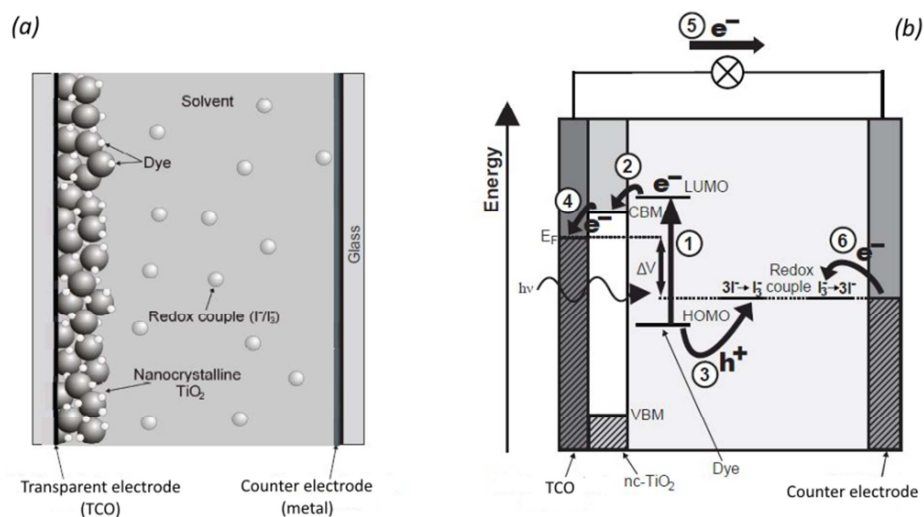 (a)
Solvent
Dye
Glass
Redox couple (I⁻/I₃⁻)
Nanocrystalline
TiO₂
Transparent electrode
(TCO)
Counter electrode
(metal)
(b)
⑤ e⁻
Energy
② e⁻ LUMO
④ e⁻ CBM
E_F
①
⑥ e⁻
ΔV
Redox
couple
3I⁻→ I₃⁻ I₃⁻→3I⁻
hν
HOMO
③ h⁺
VBM
Dye
TCO
nc-TiO₂
Counter electrode